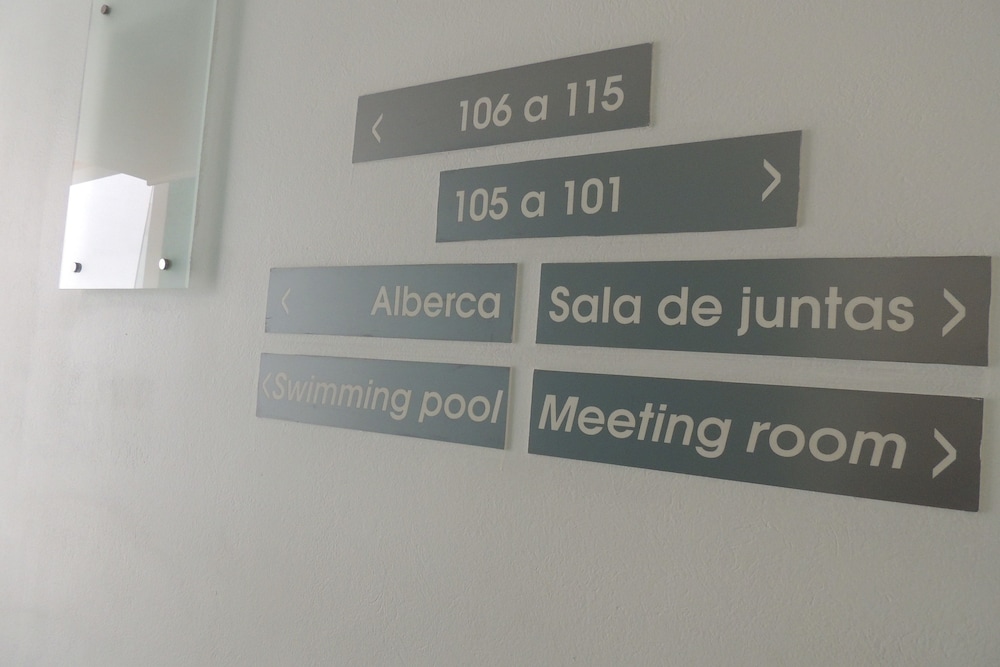 < 106 a 115
105 a 101 >
< Alberca
Sala de juntas >
< Swimming pool
Meeting room >